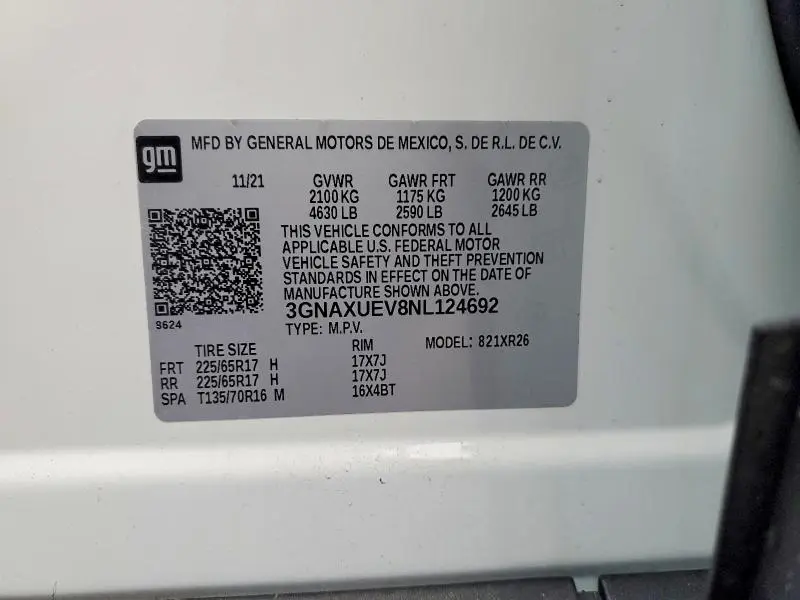 gm
MFD BY GENERAL MOTORS DE MEXICO, S. DE R.L. DE C.V.
11/21 GVWR GAWR FRT GAWR RR
2100 KG 1175 KG 1200 KG
4630 LB 2590 LB 2645 LB
THIS VEHICLE CONFORMS TO ALL
APPLICABLE U.S. FEDERAL MOTOR
VEHICLE SAFETY AND THEFT PREVENTION
STANDARDS IN EFFECT ON THE DATE OF
MANUFACTURE SHOWN ABOVE.
3GNAXUEV8NL124692
9624
TYPE: M.P.V.
TIRE SIZE RIM MODEL: 821XR26
FRT 225/65R17 H 17X7J
RR 225/65R17 H 17X7J
SPA T135/70R16 M 16X4BT